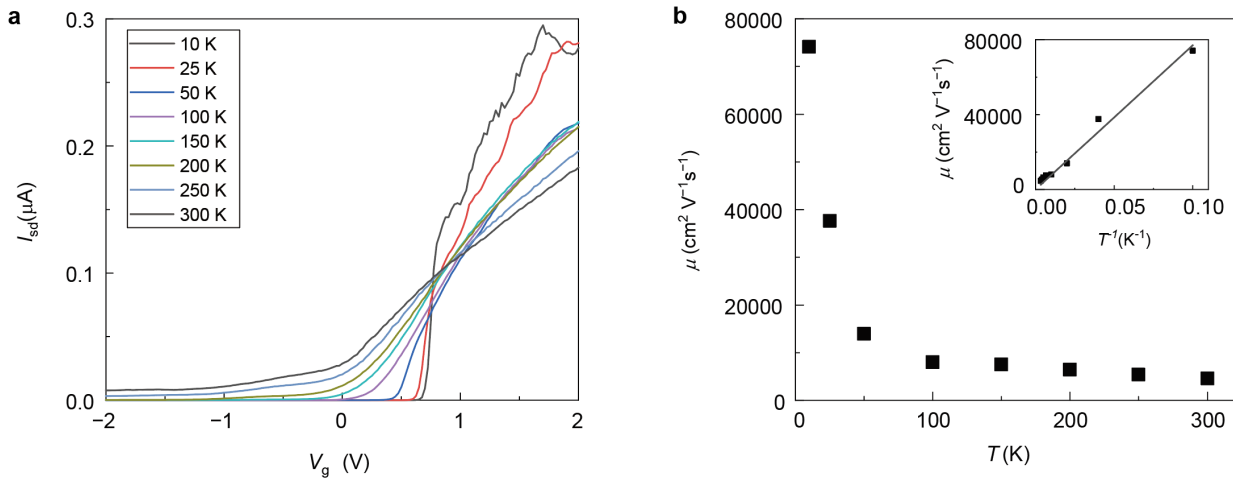 a
0.3
0.2
0.1
0.0
I_sd(μA)
10 K
25 K
50 K
100 K
150 K
200 K
250 K
300 K
−2
−1
0
1
2
V_g (V)
b
80000
60000
40000
20000
0
μ (cm² V⁻¹s⁻¹)
0
100
200
300
T(K)
80000
40000
0
μ (cm² V⁻¹s⁻¹)
0.00
0.05
0.10
T⁻¹(K⁻¹)